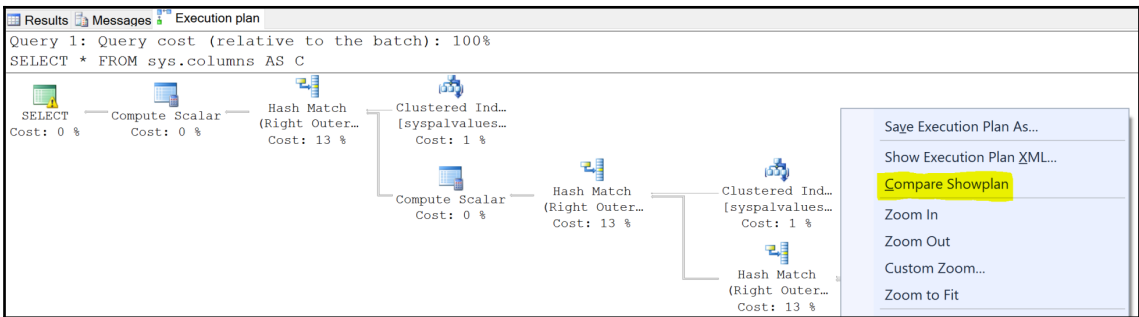 Results Messages Execution plan
Query 1: Query cost (relative to the batch): 100%
SELECT * FROM sys.columns AS C
SELECT
Cost: 0 %
Compute Scalar
Cost: 0 %
Hash Match
(Right Outer…
Cost: 13 %
Clustered Ind…
[syspalvalues…
Cost: 1 %
Compute Scalar
Cost: 0 %
Hash Match
(Right Outer…
Cost: 13 %
Clustered Ind…
[syspalvalues…
Cost: 1 %
Hash Match
(Right Outer…
Cost: 13 %
Save Execution Plan As...
Show Execution Plan XML...
Compare Showplan
Zoom In
Zoom Out
Custom Zoom...
Zoom to Fit